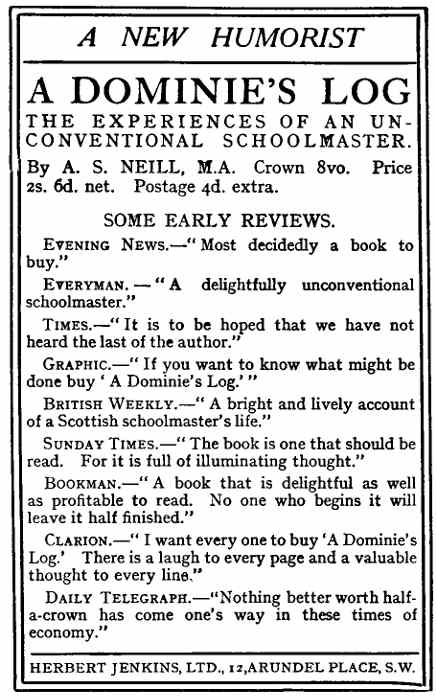 A NEW HUMORIST
A DOMINIE'S LOG
THE EXPERIENCES OF AN UN-
CONVENTIONAL SCHOOLMASTER.
By A. S. NEILL, M.A. Crown 8vo. Price
2s. 6d. net. Postage 4d. extra.
SOME EARLY REVIEWS.
EVENING NEWS.—“Most decidedly a book to
buy.”
EVERYMAN.—“A delightfully unconventional
schoolmaster.”
TIMES.—“It is to be hoped that we have not
heard the last of the author.”
GRAPHIC.—“If you want to know what might be
done buy ‘A Dominie's Log.’”
BRITISH WEEKLY.—“A bright and lively account
of a Scottish schoolmaster's life.”
SUNDAY TIMES.—“The book is one that should be
read. For it is full of illuminating thought.”
BOOKMAN.—“A book that is delightful as well
as profitable to read. No one who begins it will
leave it half finished.”
CLARION.—“I want every one to buy ‘A Dominie's
Log.’ There is a laugh to every page and a valuable
thought to every line.”
DAILY TELEGRAPH.—“Nothing better worth half-
a-crown has come one's way in these times of
economy.”
HERBERT JENKINS, LTD., 12, ARUNDEL PLACE, S.W.